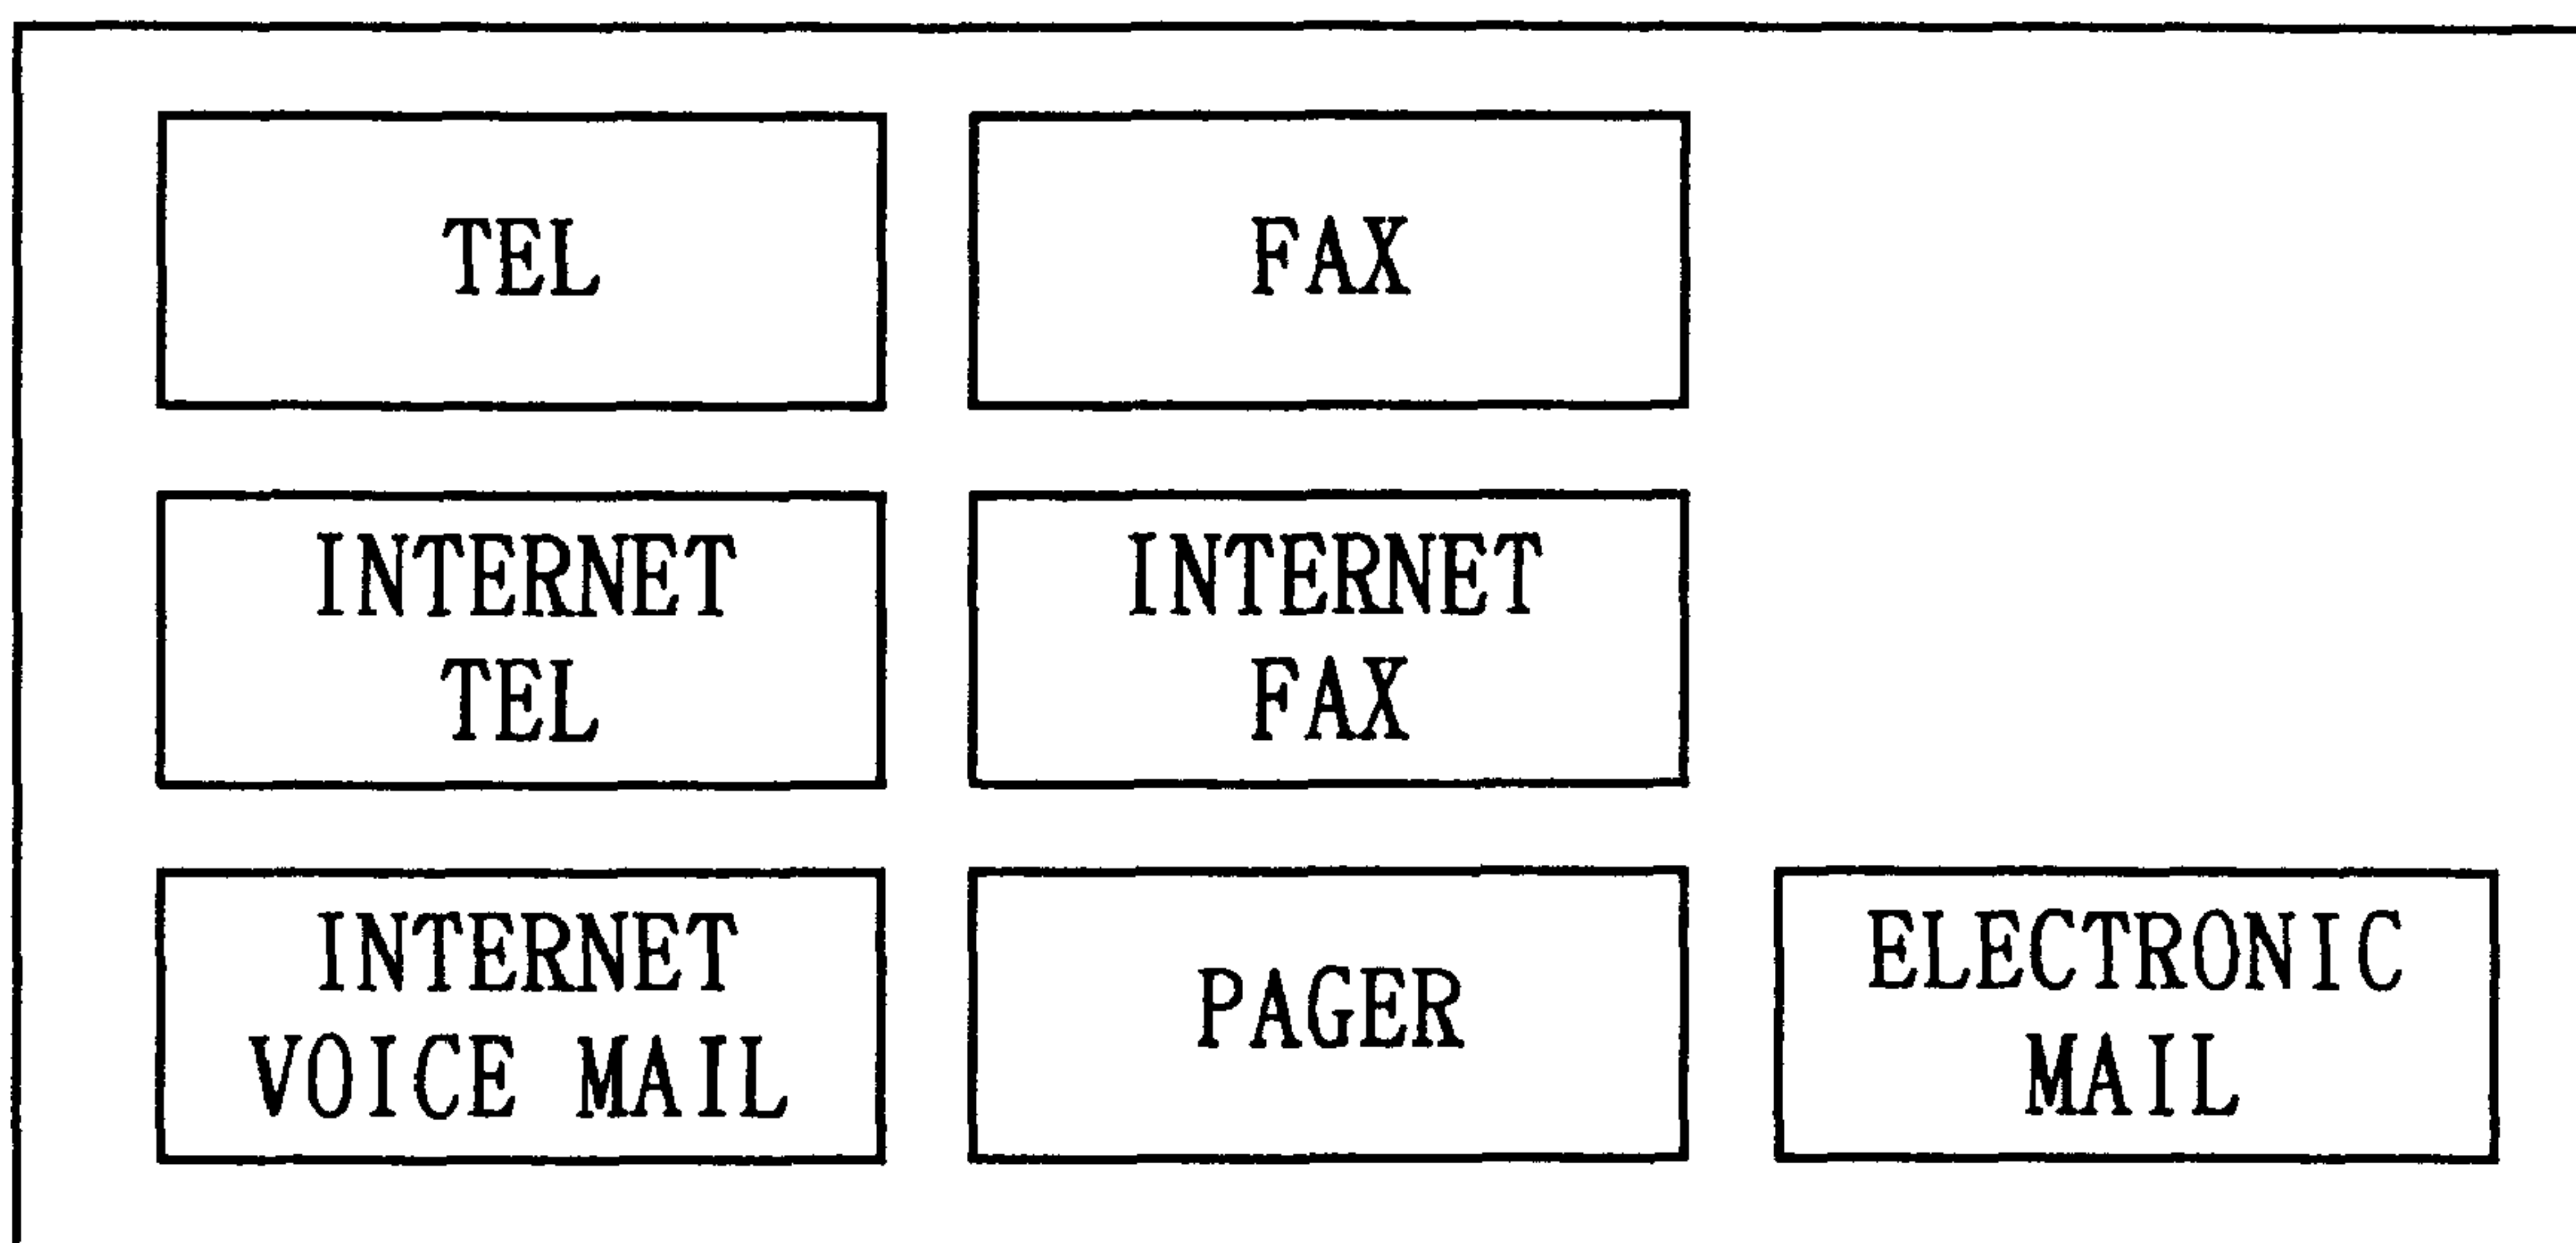 TEL
FAX
INTERNET
TEL
INTERNET
FAX
INTERNET
VOICE MAIL
PAGER
ELECTRONIC
MAIL